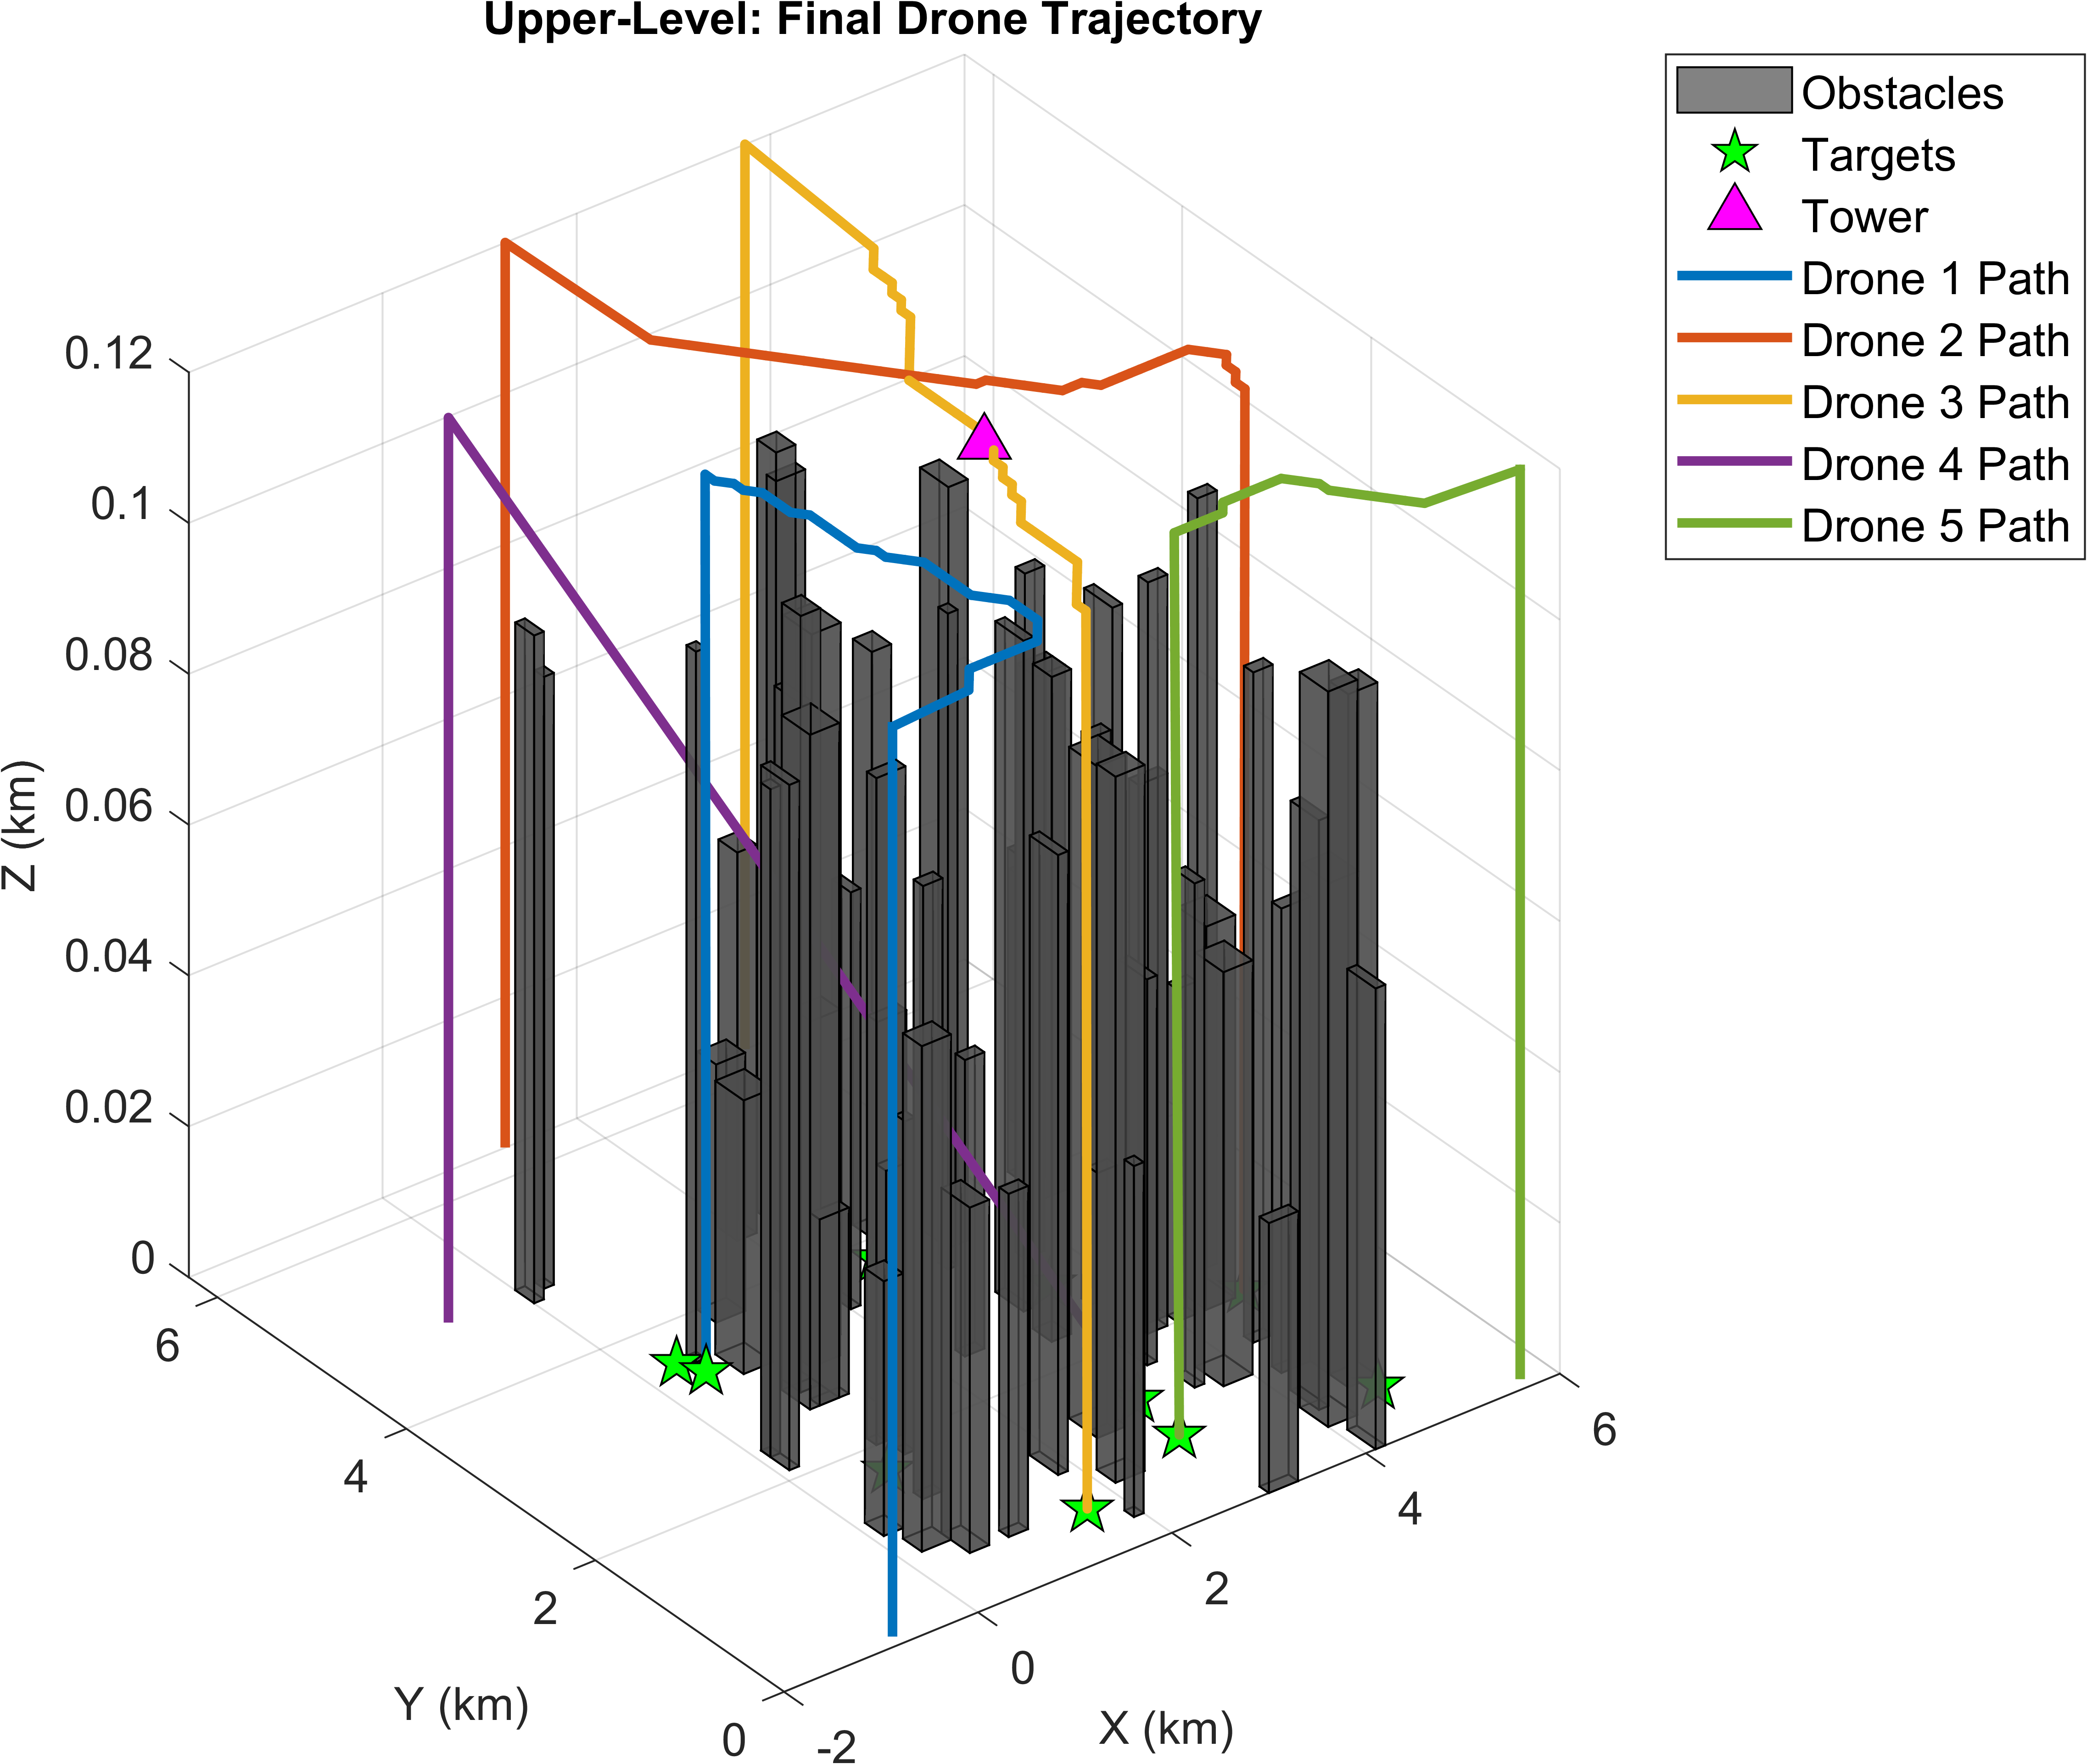 Upper-Level: Final Drone Trajectory
Obstacles
Targets
Tower
Drone 1 Path
Drone 2 Path
Drone 3 Path
Drone 4 Path
Drone 5 Path
0.12
0.1
0.08
0.06
0.04
0.02
0
Z (km)
6
4
2
0
Y (km)
-2
0
2
4
6
X (km)